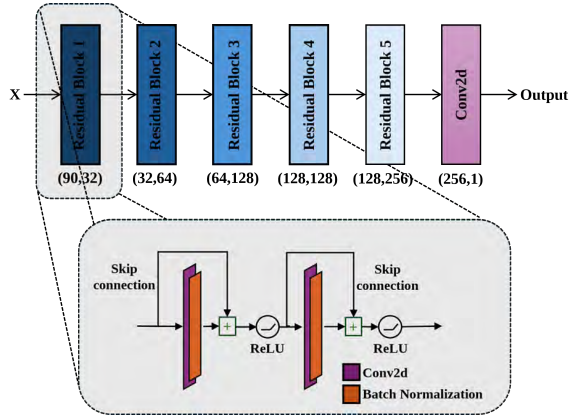 Residual Block 1
Residual Block 2
Residual Block 3
Residual Block 4
Residual Block 5
Conv2d
X
Output
(90,32)
(32,64)
(64,128)
(128,128)
(128,256)
(256,1)
Skip
connection
Skip
connection
+
+
ReLU
ReLU
Conv2d
Batch Normalization